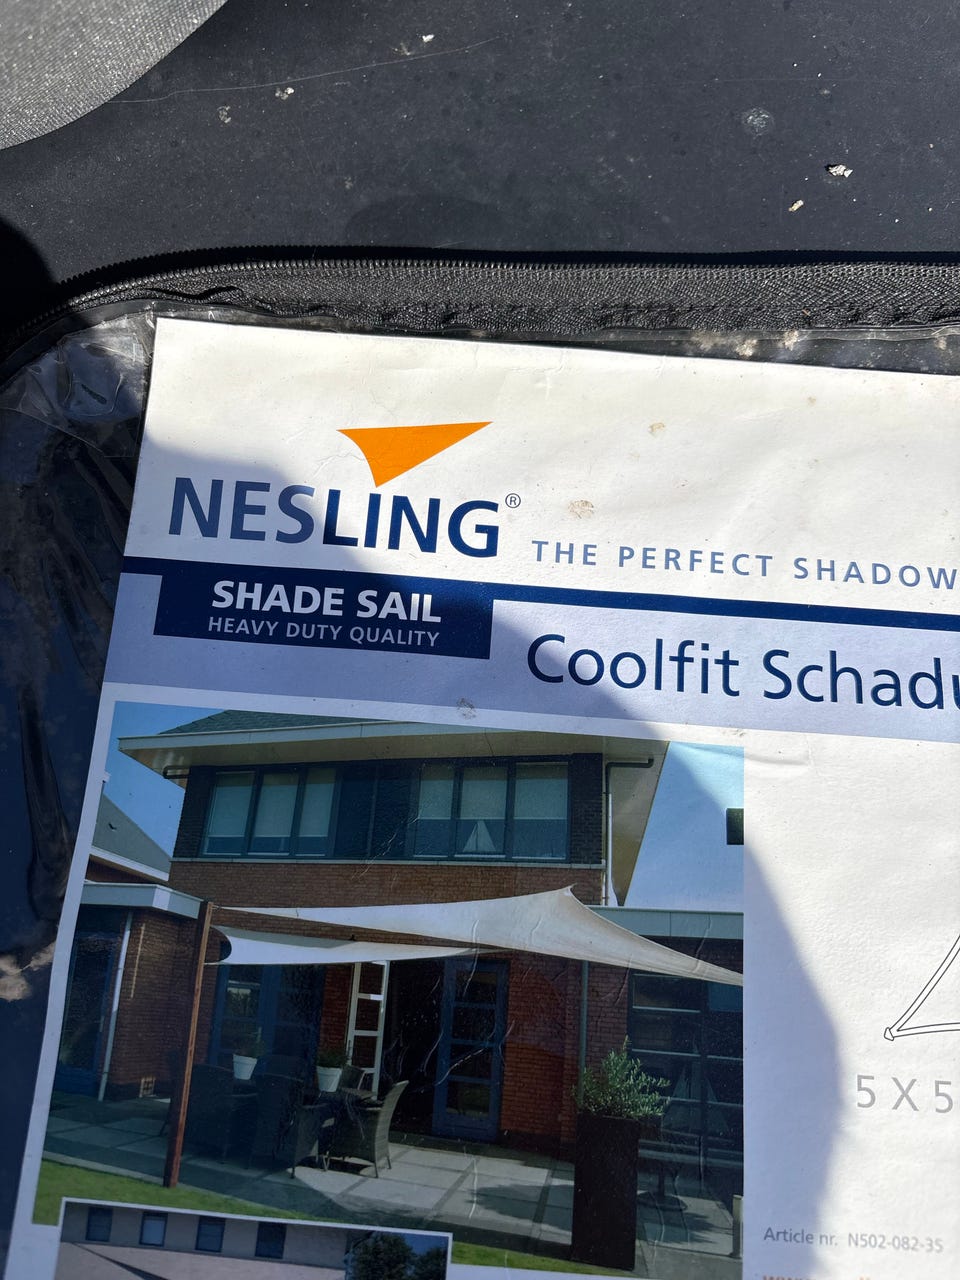 NESLING®
THE PERFECT SHADOW
SHADE SAIL
HEAVY DUTY QUALITY
Coolfit Schadu
5 X 5
Article nr. N502-082-35